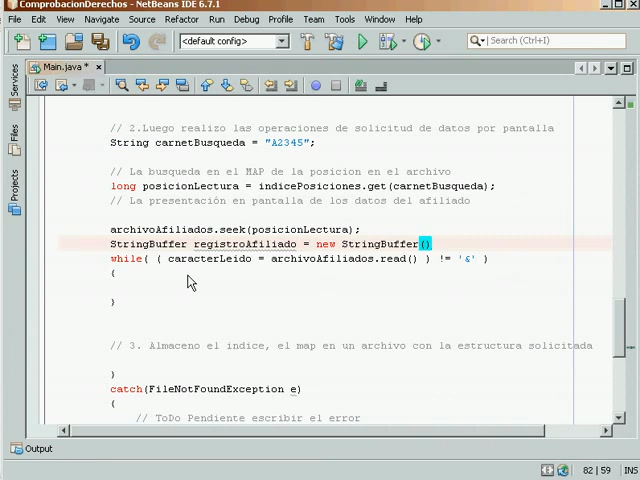 ComprobacionDerechos - NetBeans IDE 6.7.1
File Edit View Navigate Source Refactor Run Debug Profile Team Tools Window Help
<default config>
Search (Ctrl+I)
Main.java *
Services
Files
Projects
// 2.Luego realizo las operaciones de solicitud de datos por pantalla
String carnetBusqueda = "A2345";
// La busqueda en el MAP de la posicion en el archivo
long posicionLectura = indicePosiciones.get(carnetBusqueda);
// La presentación en pantalla de los datos del afiliado
archivoAfiliados.seek(posicionLectura);
StringBuffer registroAfiliado = new StringBuffer()
while( ( caracterLeido = archivoAfiliados.read() ) != '&' )
{
}
// 3. Almaceno el indice, el map en un archivo con la estructura solicitada
}
catch(FileNotFoundException e)
{
// ToDo Pendiente escribir el error
Output
82 | 59 INS